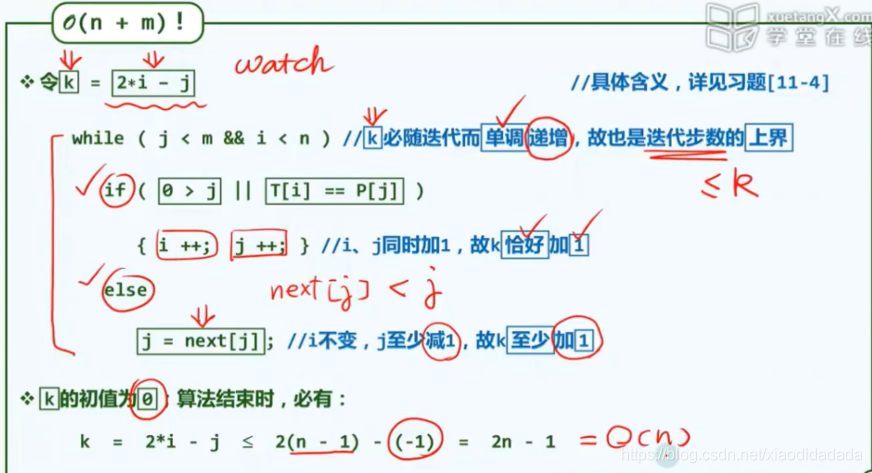 O(n + m)!
xuetangX.com
学堂在线
❖ 令 k = 2*i - j watch //具体含义，详见习题[11-4]
while ( j < m && i < n ) //k必随迭代而单调递增，故也是迭代步数的上界
≤ k
if ( 0 > j || T[i] == P[j] )
{ i ++; j ++; } //i、j同时加1，故k恰好加1
else next[j] < j
j = next[j]; //i不变，j至少减1，故k至少加1
❖ k的初值为0；算法结束时，必有：
k = 2*i - j ≤ 2(n - 1) - (-1) = 2n - 1 = O(n)
https://blog.csdn.net/xiaodidadada